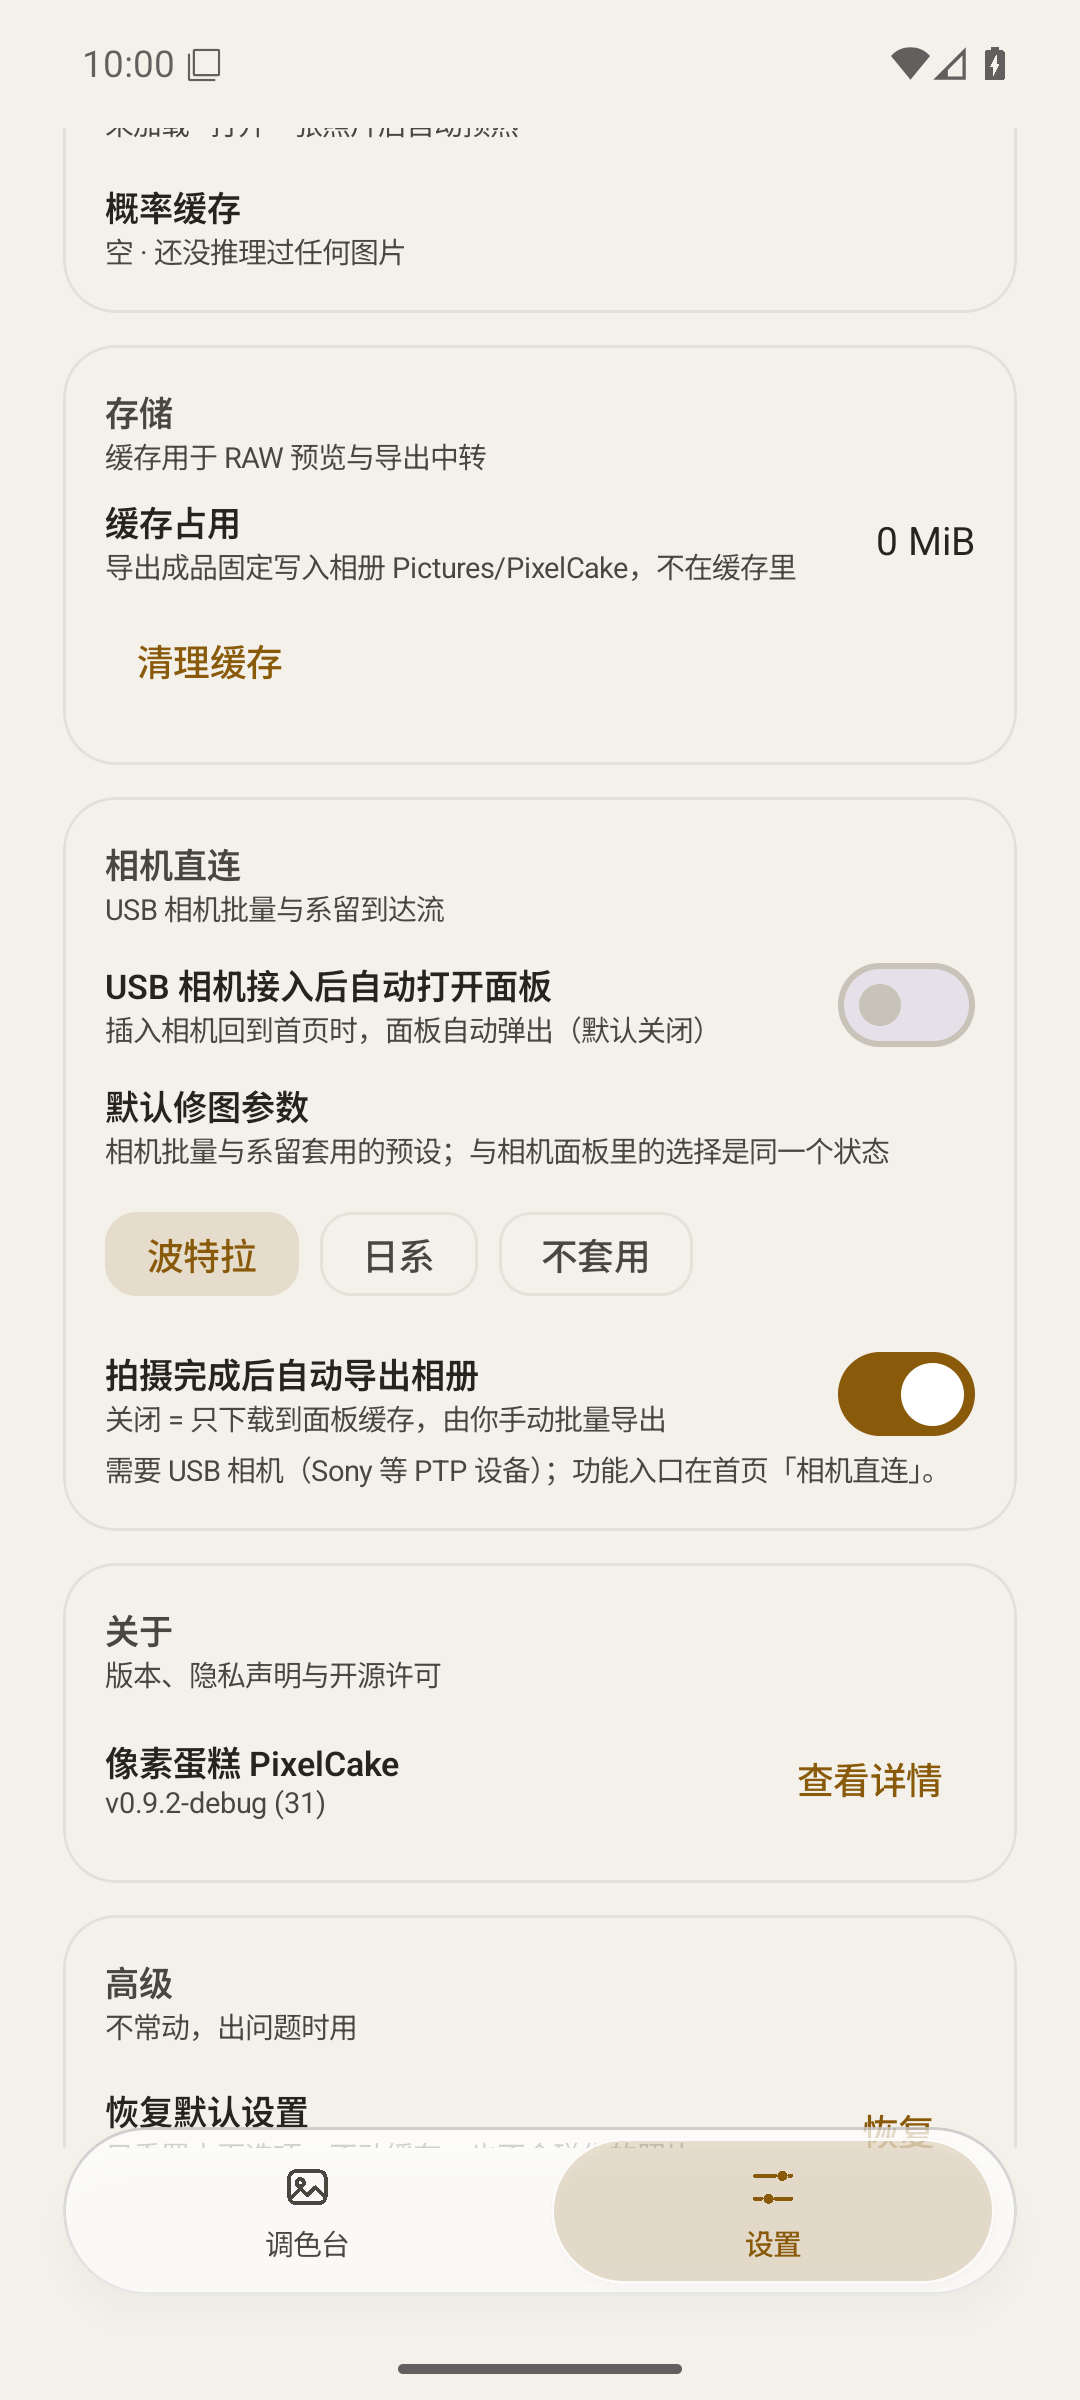 10:00
概率缓存
空 · 还没推理过任何图片
存储
缓存用于 RAW 预览与导出中转
缓存占用
导出成品固定写入相册 Pictures/PixelCake，不在缓存里
0 MiB
清理缓存
相机直连
USB 相机批量与系留到达流
USB 相机接入后自动打开面板
插入相机回到首页时，面板自动弹出（默认关闭）
默认修图参数
相机批量与系留套用的预设；与相机面板里的选择是同一个状态
波特拉
日系
不套用
拍摄完成后自动导出相册
关闭 = 只下载到面板缓存，由你手动批量导出
需要 USB 相机（Sony 等 PTP 设备）；功能入口在首页「相机直连」。
关于
版本、隐私声明与开源许可
像素蛋糕 PixelCake
v0.9.2-debug (31)
查看详情
高级
不常动，出问题时用
恢复默认设置
恢复
调色台
设置